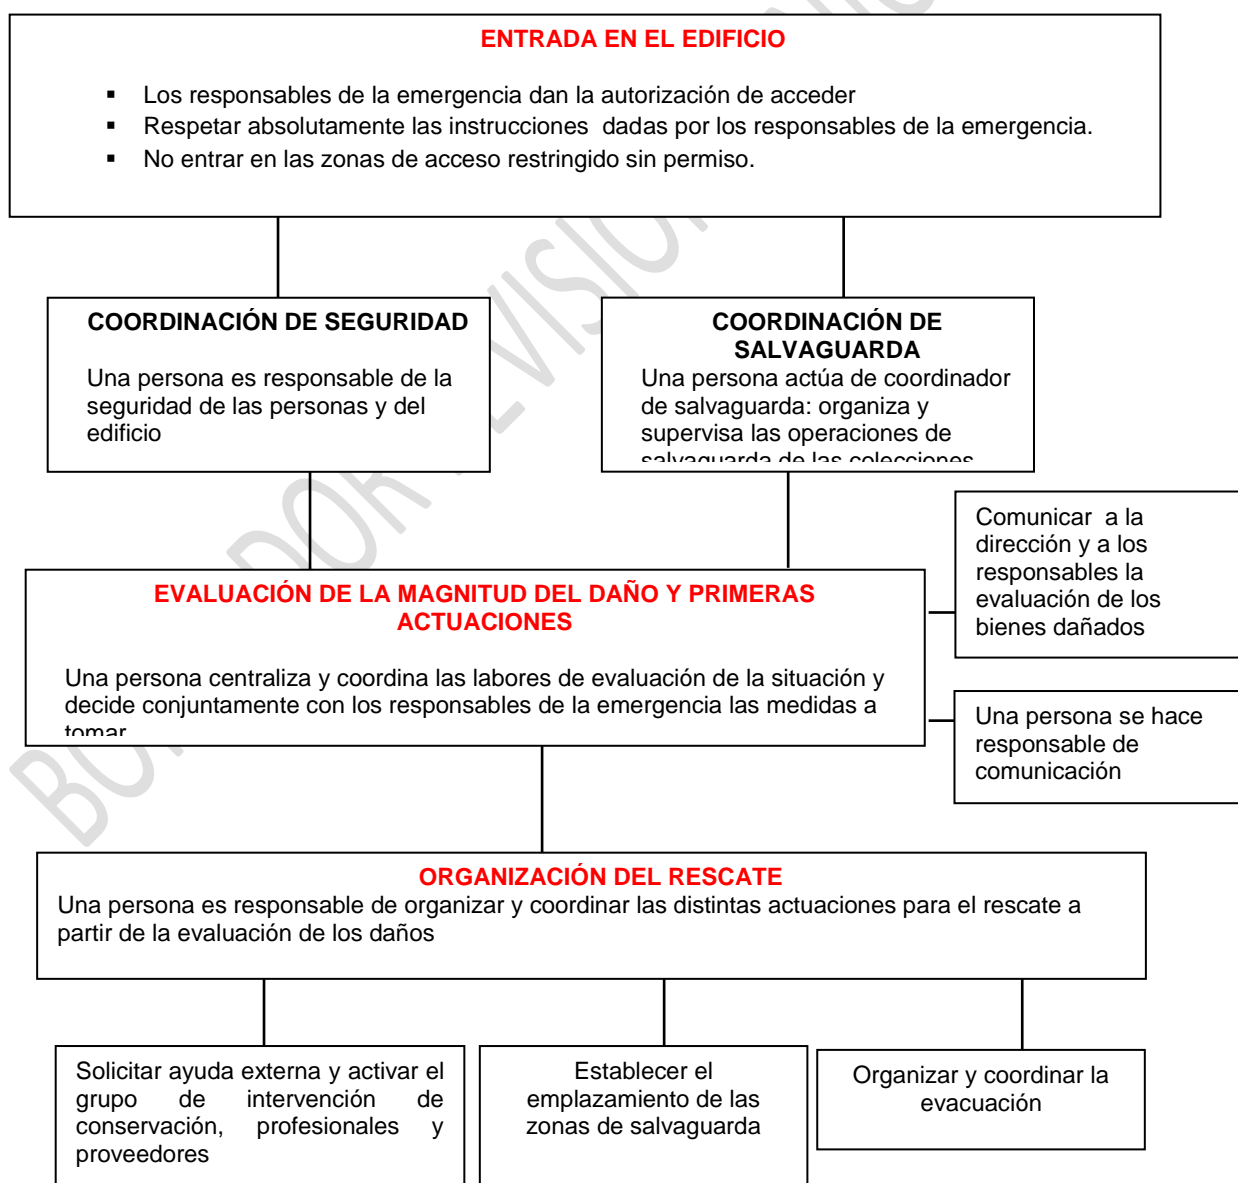 ENTRADA EN EL EDIFICIO
▪ Los responsables de la emergencia dan la autorización de acceder
▪ Respetar absolutamente las instrucciones dadas por los responsables de la emergencia.
▪ No entrar en las zonas de acceso restringido sin permiso.
COORDINACIÓN DE SEGURIDAD
Una persona es responsable de la
seguridad de las personas y del
edificio
COORDINACIÓN DE
SALVAGUARDA
Una persona actúa de coordinador
de salvaguarda: organiza y
supervisa las operaciones de
salvaguarda de las colecciones
Comunicar a la
dirección y a los
responsables la
evaluación de los
bienes dañados
EVALUACIÓN DE LA MAGNITUD DEL DAÑO Y PRIMERAS
ACTUACIONES
Una persona centraliza y coordina las labores de evaluación de la situación y
decide conjuntamente con los responsables de la emergencia las medidas a
tomar
Una persona se hace
responsable de
comunicación
ORGANIZACIÓN DEL RESCATE
Una persona es responsable de organizar y coordinar las distintas actuaciones para el rescate a
partir de la evaluación de los daños
Solicitar ayuda externa y activar el
grupo de intervención de
conservación, profesionales y
proveedores
Establecer el
emplazamiento de las
zonas de salvaguarda
Organizar y coordinar la
evacuación